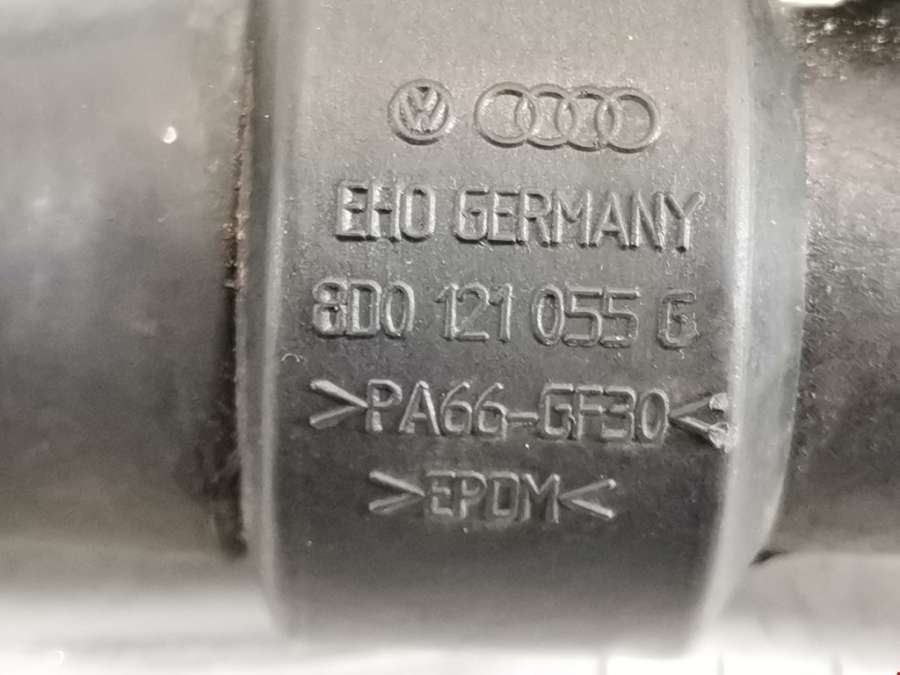 EHO GERMANY
8D0 121 055 G
>PA66-GF30<
>EPDM<